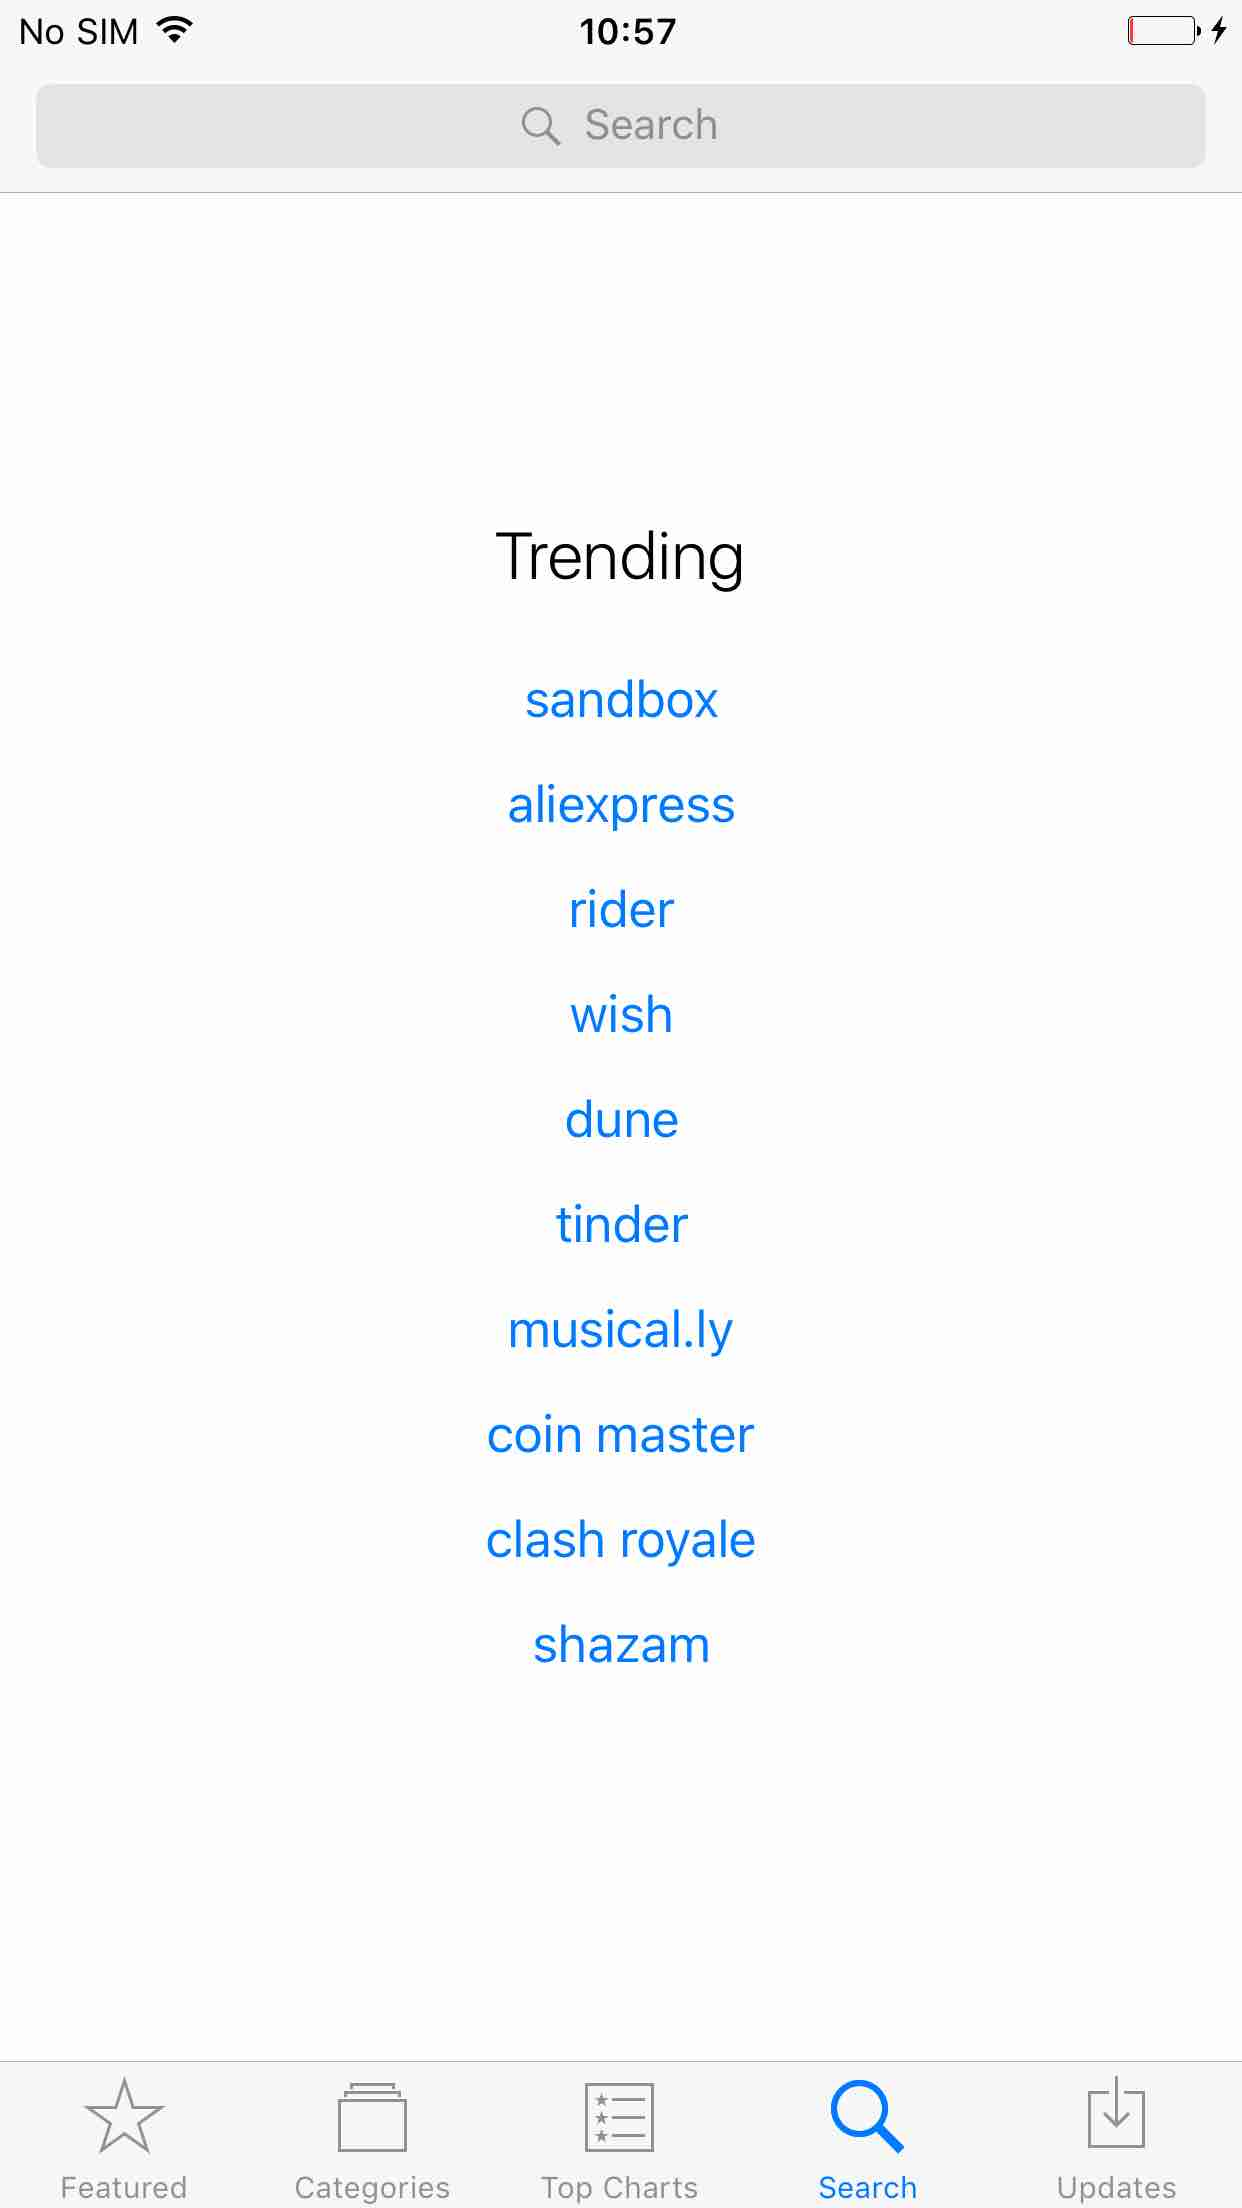 No SIM 10:57
Search
Trending
sandbox
aliexpress
rider
wish
dune
tinder
musical.ly
coin master
clash royale
shazam
Featured Categories Top Charts Search Updates